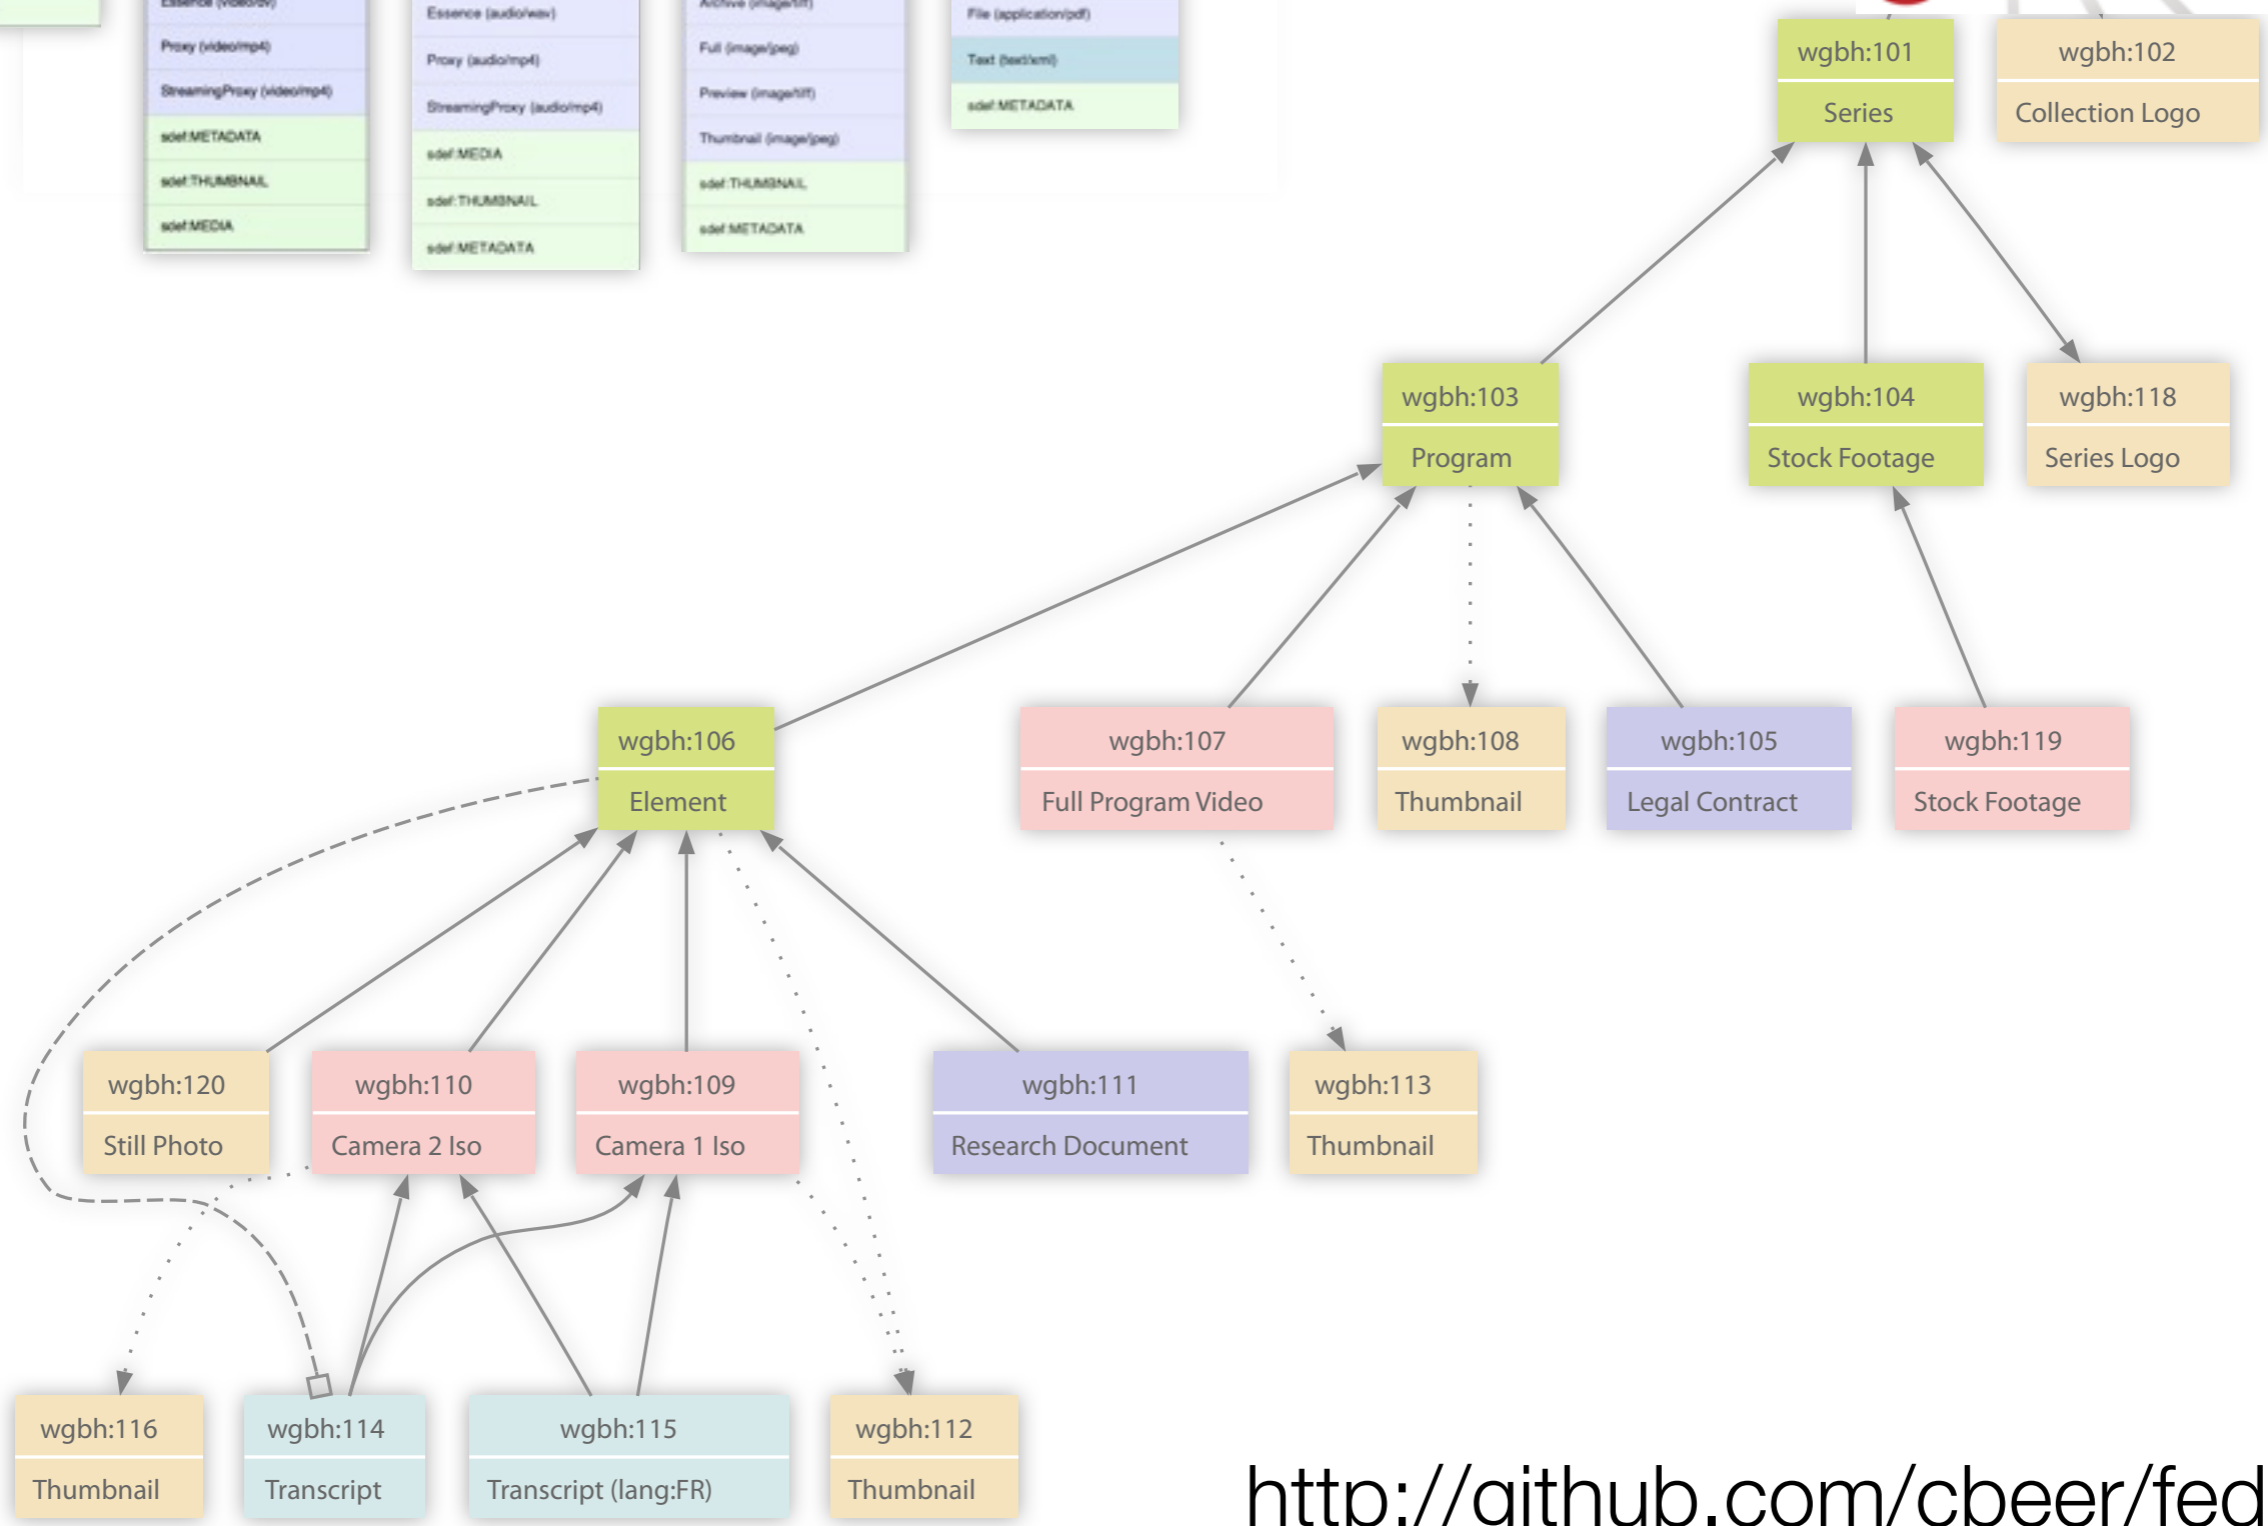 Essence (video/dv)
Proxy (video/mp4)
StreamingProxy (video/mp4)
sdef:METADATA
sdef:THUMBNAIL
sdef:MEDIA
Essence (audio/wav)
Proxy (audio/mp4)
StreamingProxy (audio/mp4)
sdef:MEDIA
sdef:THUMBNAIL
sdef:METADATA
Archive (image/tiff)
Full (image/jpeg)
Preview (image/tiff)
Thumbnail (image/jpeg)
sdef:THUMBNAIL
sdef:METADATA
File (application/pdf)
Text (text/xml)
sdef:METADATA
wgbh:101
Series
wgbh:102
Collection Logo
wgbh:103
Program
wgbh:104
Stock Footage
wgbh:118
Series Logo
wgbh:106
Element
wgbh:107
Full Program Video
wgbh:108
Thumbnail
wgbh:105
Legal Contract
wgbh:119
Stock Footage
wgbh:120
Still Photo
wgbh:110
Camera 2 Iso
wgbh:109
Camera 1 Iso
wgbh:111
Research Document
wgbh:113
Thumbnail
wgbh:116
Thumbnail
wgbh:114
Transcript
wgbh:115
Transcript (lang:FR)
wgbh:112
Thumbnail
http://github.com/cbeer/fed